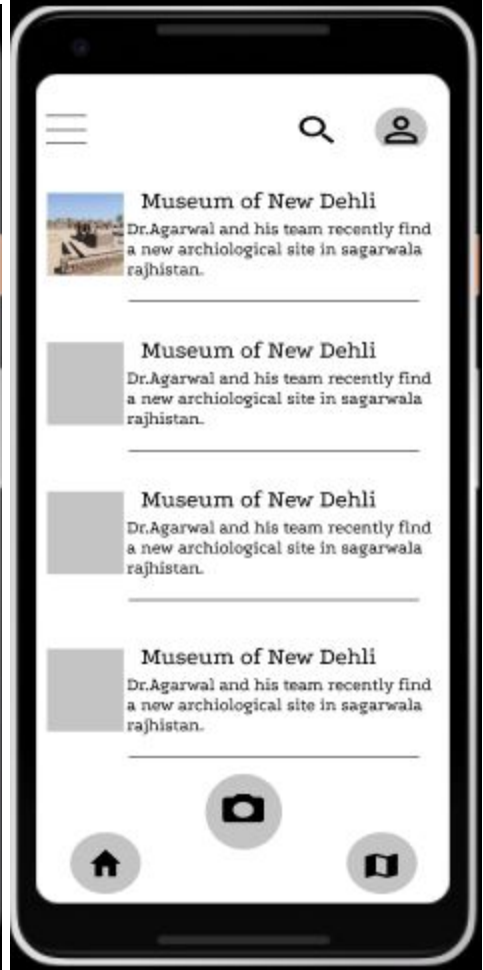 Museum of New Dehli
Dr.Agarwal and his team recently find
a new archiological site in sagarwala
rajhistan.
Museum of New Dehli
Dr.Agarwal and his team recently find
a new archiological site in sagarwala
rajhistan.
Museum of New Dehli
Dr.Agarwal and his team recently find
a new archiological site in sagarwala
rajhistan.
Museum of New Dehli
Dr.Agarwal and his team recently find
a new archiological site in sagarwala
rajhistan.